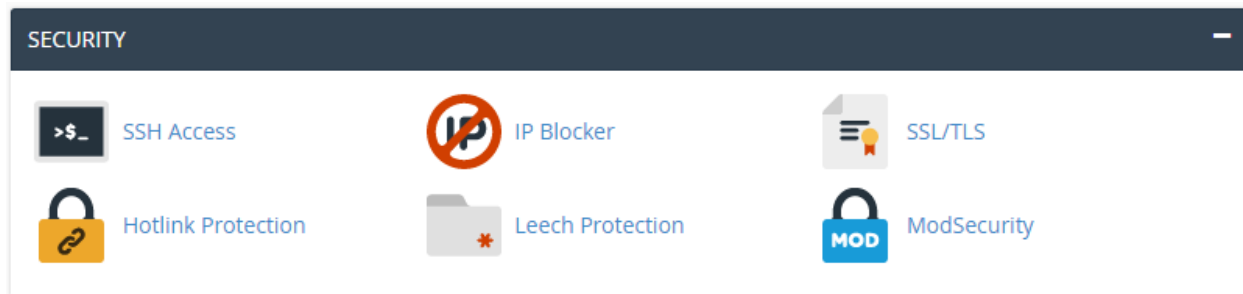 SECURITY
>$_ SSH Access IP IP Blocker SSL/TLS
Hotlink Protection Leech Protection MOD ModSecurity